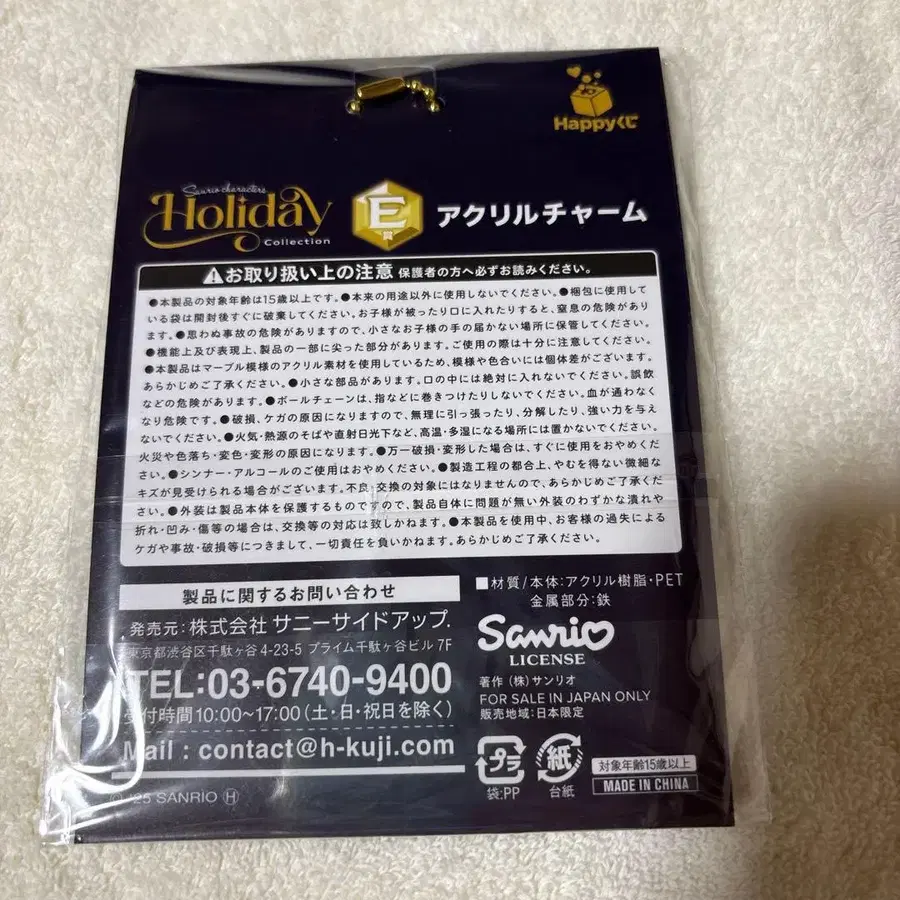 Happyくじ
Sanrio characters
Holiday
Collection
E賞
アクリルチャーム
お取り扱い上の注意 保護者の方へ必ずお読みください。
●本製品の対象年齢は15歳以上です。●本来の用途以外に使用しないでください。●梱包に使用して
いる袋は開封後すぐに破棄してください。お子様が被ったり口に入れたりすると、窒息の危険があり
ます。●思わぬ事故の危険がありますので、小さなお子様の手の届かない場所に保管してください。
●機能上及び表現上、製品の一部に尖った部分があります。ご使用の際は十分に注意してください。
●本製品はマーブル模様のアクリル素材を使用しているため、模様や色合いには個体差がございます。
あらかじめご了承ください。●小さな部品があります。口の中には絶対に入れないでください。誤飲
などの危険があります。●ボールチェーンは、指などに巻きつけたりしないでください。血が通わなく
なり危険です。●破損、ケガの原因になりますので、無理に引っ張ったり、分解したり、強い力を与え
ないでください。●火気・熱源のそばや直射日光下など、高温・多湿になる場所には置かないでください。
火災や色落ち・変色・変形の原因になります。●万一破損・変形した場合は、すぐに使用をおやめくだ
さい。●シンナー・アルコールのご使用はおやめください。●製造工程の都合上、やむを得ない微細な
キズが見受けられる場合がございます。不良・交換の対象にはなりませんので、あらかじめご了承くだ
さい。●外装は製品本体を保護するものですので、製品自体に問題が無い外装のわずかな潰れや
折れ・凹み・傷等の場合は、交換等の対応は致しかねます。●本製品を使用中、お客様の過失による
ケガや事故・破損等につきまして、一切責任を負いかねます。あらかじめご了承ください。
製品に関するお問い合わせ
発売元：株式会社 サニーサイドアップ
東京都渋谷区千駄ヶ谷 4-23-5 プライム千駄ヶ谷ビル 7F
TEL：03-6740-9400
受付時間 10:00〜17:00（土・日・祝日を除く）
Mail : contact@h-kuji.com
© '25 SANRIO Ⓗ
■材質/本体：アクリル樹脂・PET
金属部分：鉄
Sanrio
LICENSE
著作（株）サンリオ
FOR SALE IN JAPAN ONLY
販売地域：日本限定
プラ
袋:PP
紙
台紙
対象年齢15歳以上
MADE IN CHINA